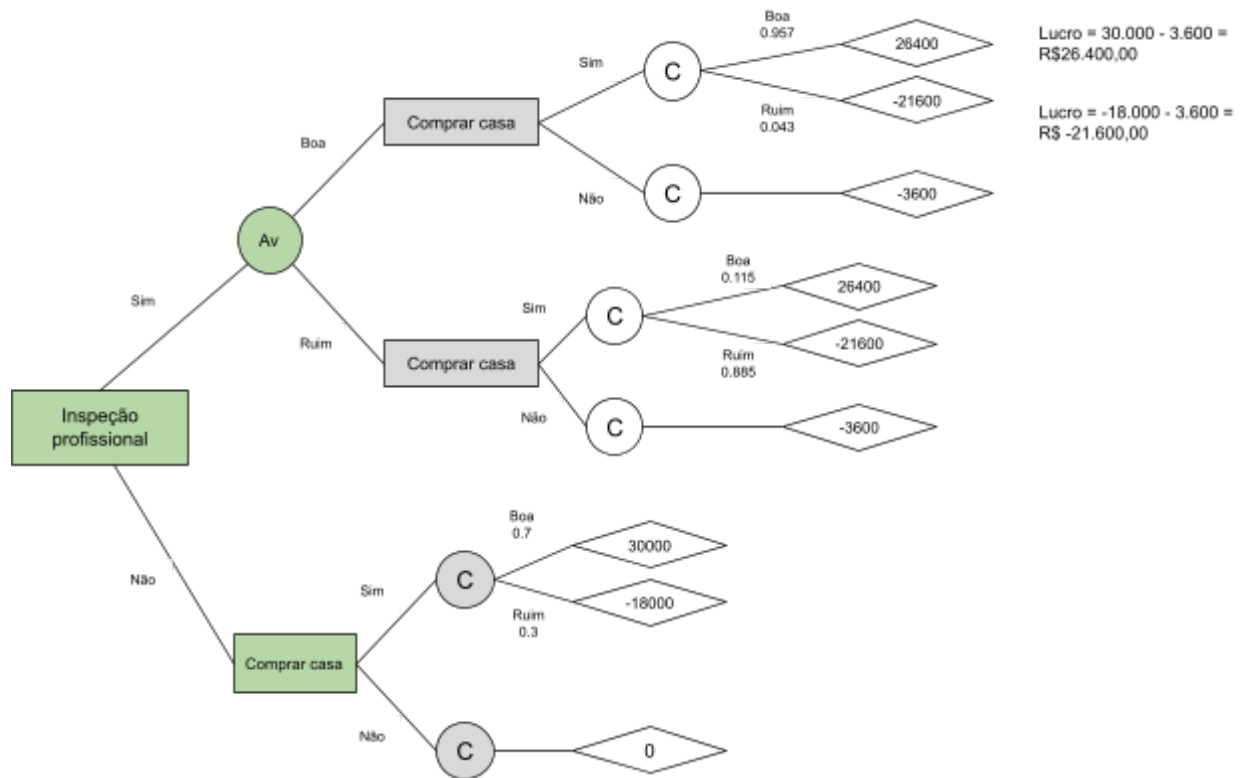 Boa
0.957
26400
Lucro = 30.000 - 3.600 =
R$26.400,00
Sim
C
Ruim
0.043
-21600
Lucro = -18.000 - 3.600 =
R$ -21.600,00
Comprar casa
Boa
Não
C
-3600
Av
Boa
0.115
26400
Sim
Sim
C
-21600
Ruim
Comprar casa
Ruim
0.885
Não
C
-3600
Inspeção
profissional
Boa
0.7
30000
Não
Sim
C
-18000
Ruim
0.3
Comprar casa
Não
C
0